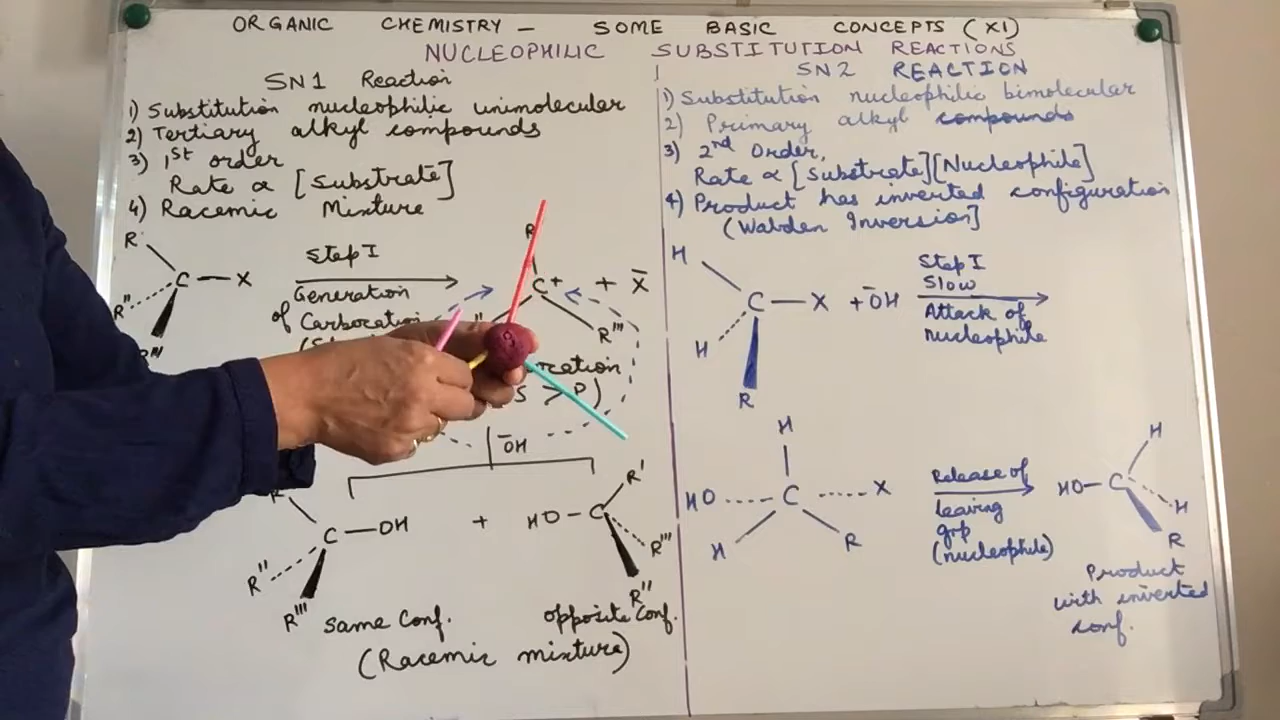 ORGANIC CHEMISTRY - SOME BASIC CONCEPTS (XI)
NUCLEOPHILIC SUBSTITUTION REACTIONS
SN1 Reaction
1) Substitution nucleophilic unimolecular
2) Tertiary alkyl compounds
3) 1st order
Rate ∝ [Substrate]
4) Racemic Mixture
R'
R"
R'''
C—X
Step I
Generation
of Carbocation
R
C+
R'''
+ X̄
S > P)
ŌH
R"
R'''
C—OH
+
HO—C
R'
R'''
R"
same conf.
opposite conf.
(Racemic mixture)
SN2 REACTION
1) Substitution nucleophilic bimolecular
2) Primary alkyl compounds
3) 2nd Order,
Rate ∝ [Substrate][Nucleophile]
4) Product has inverted configuration
(Walden Inversion]
H
H
R
C—X + ŌH
Step I
Slow
Attack of
nucleophile
H
HO C X
H
R
Release of
leaving
grp
(nucleophile)
H
HO—C
H
R
Product
with inverted
conf.